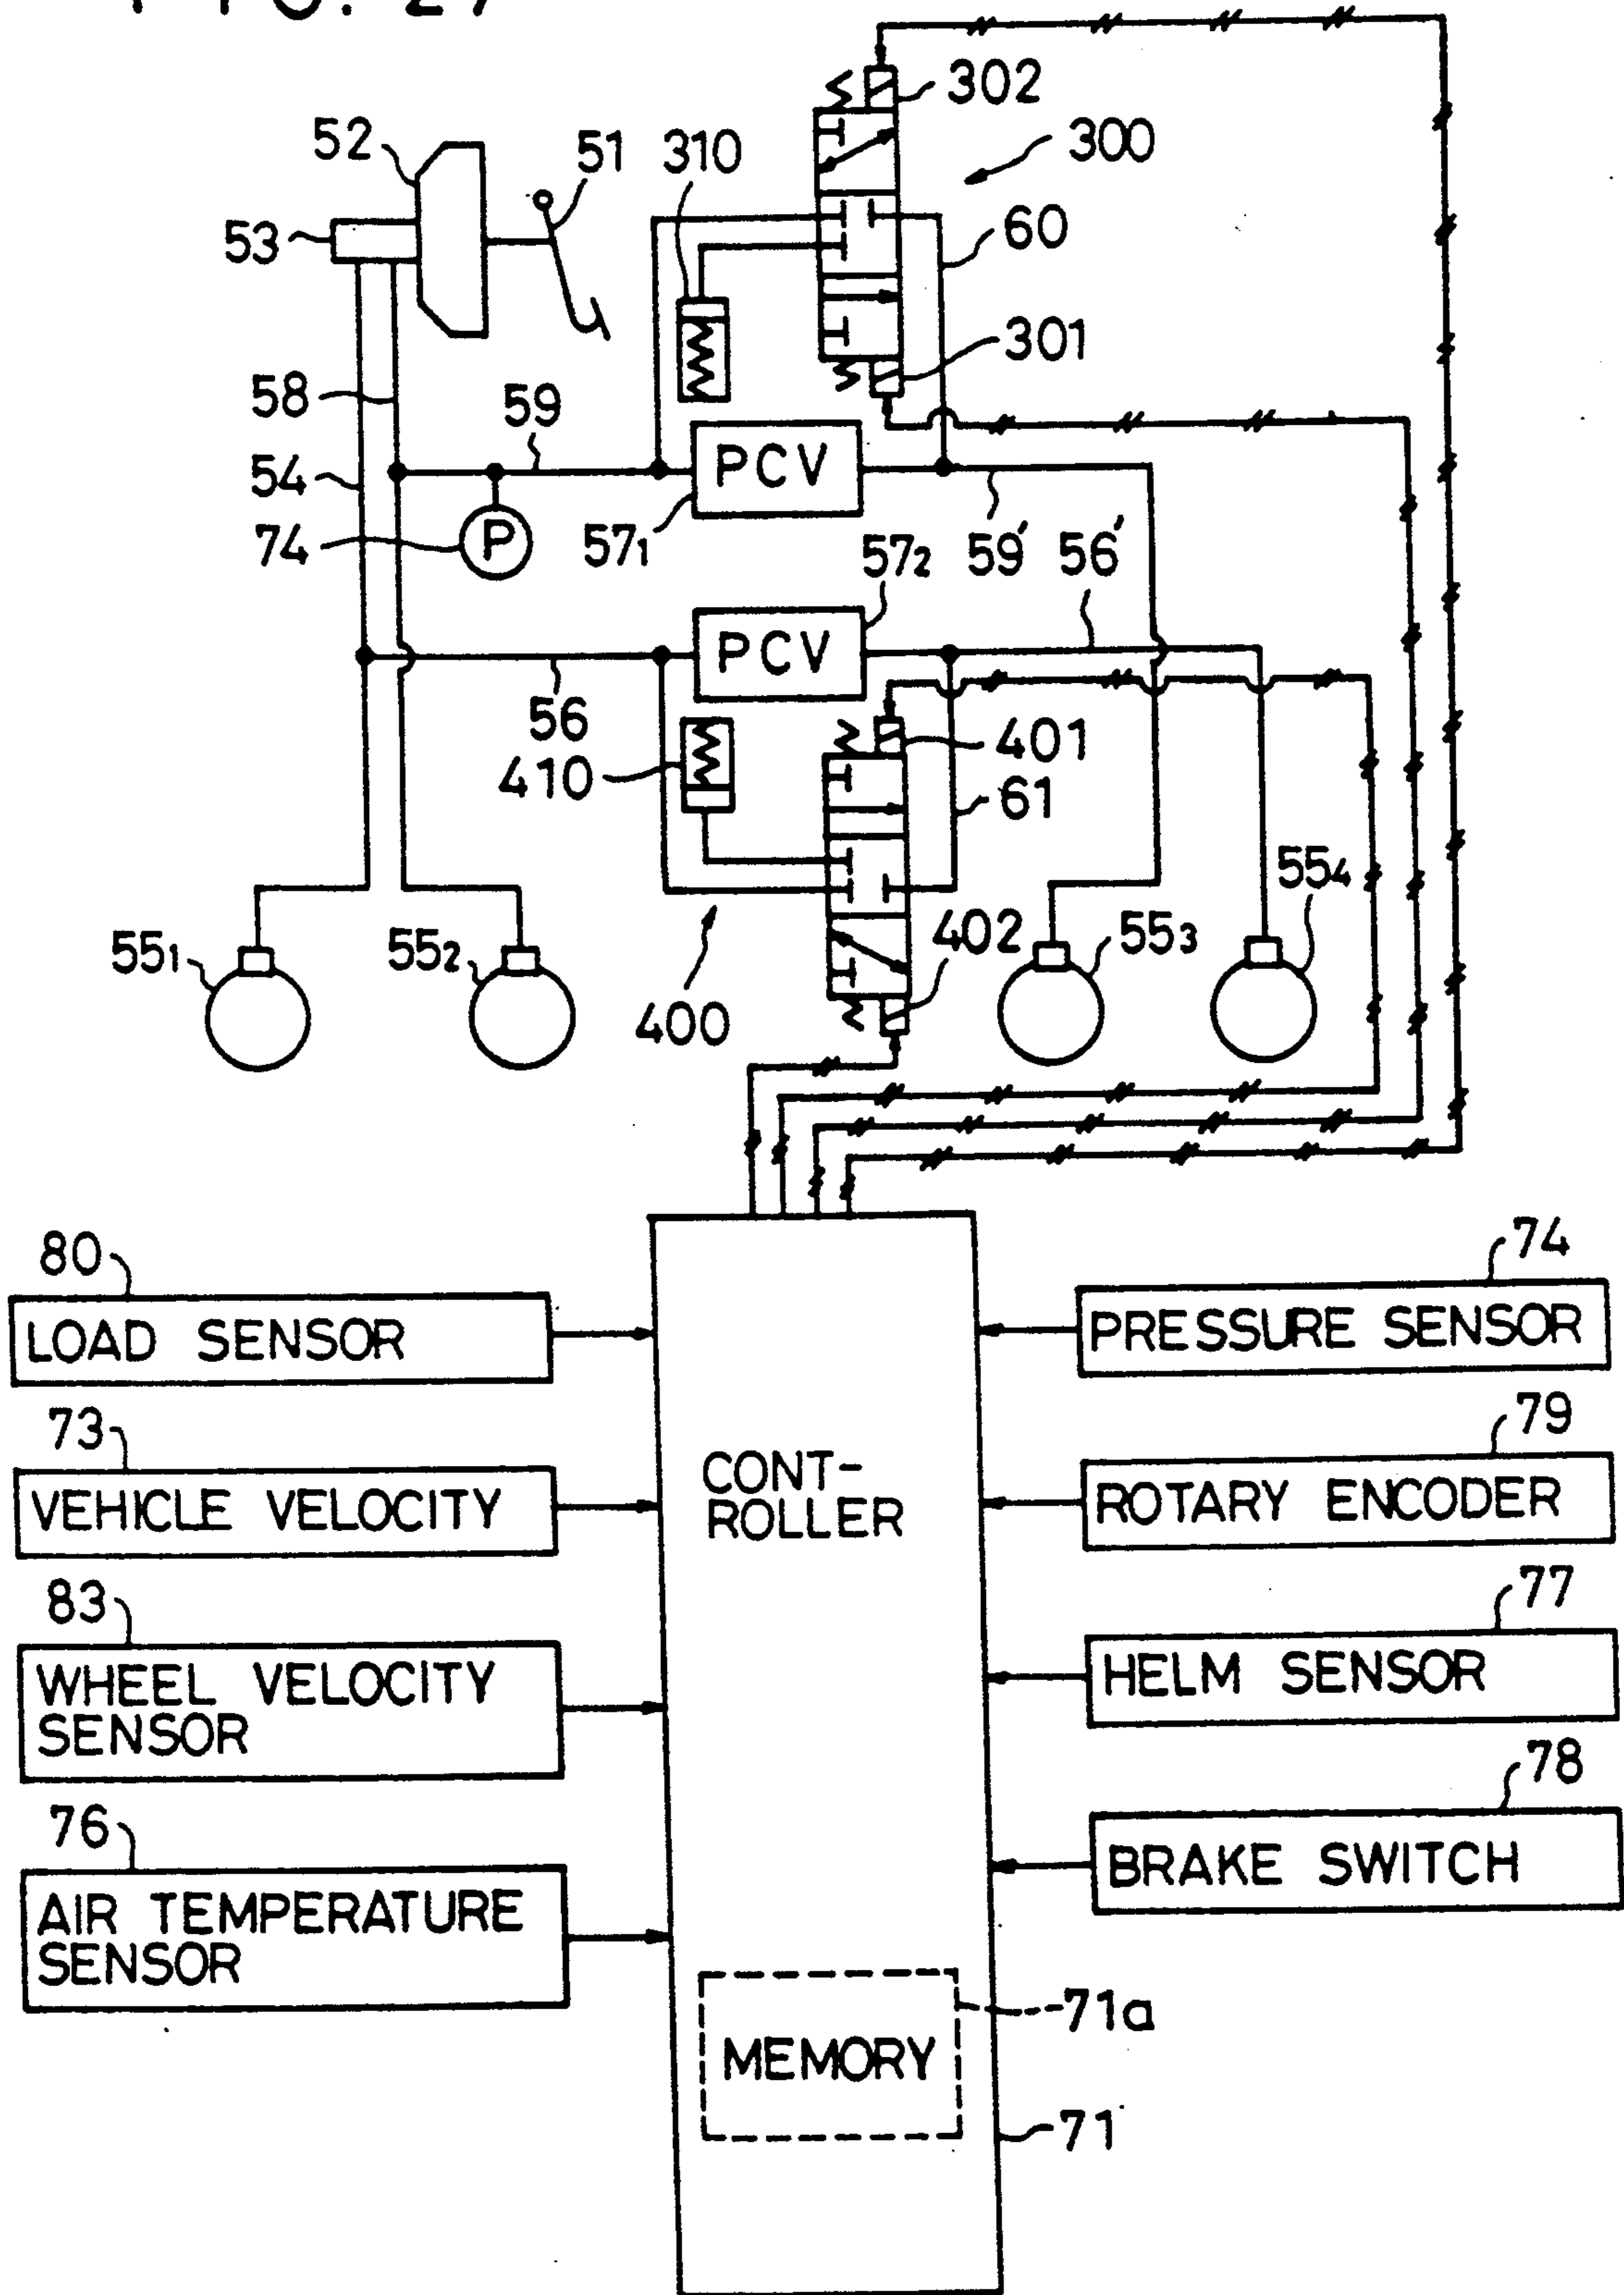 FIG. 27
302
52
51
310
300
53
60
301
58
59
54
PCV
74
P
57₁
59'
56'
57₂
PCV
56
401
410
61
55₄
55₁
55₂
402
55₃
400
80
74
LOAD SENSOR
PRESSURE SENSOR
73
79
VEHICLE VELOCITY
CONT-
ROLLER
ROTARY ENCODER
83
77
WHEEL VELOCITY
SENSOR
HELM SENSOR
78
76
BRAKE SWITCH
AIR TEMPERATURE
SENSOR
71a
MEMORY
71